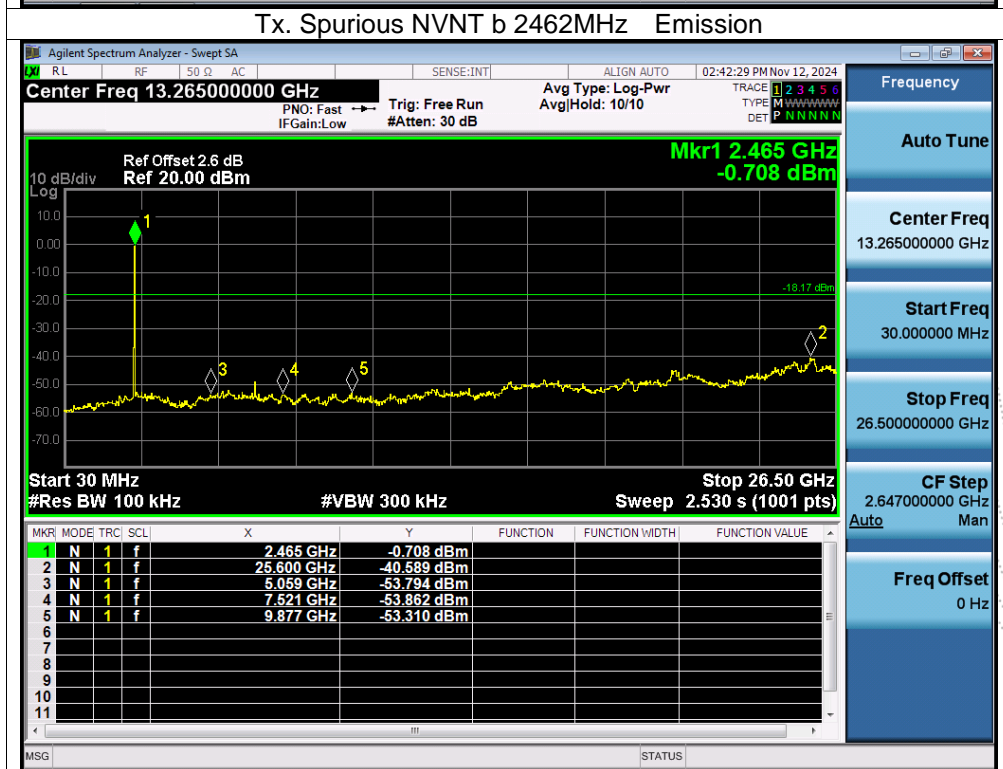 Tx. Spurious NVNT b 2462MHz Emission
Agilent Spectrum Analyzer - Swept SA
LXI RL RF 50 Ω AC SENSE:INT ALIGN AUTO 02:42:29 PM Nov 12, 2024
Center Freq 13.265000000 GHz
PNO: Fast
IFGain:Low
Trig: Free Run
#Atten: 30 dB
Avg Type: Log-Pwr
Avg|Hold: 10/10
TRACE 1 2 3 4 5 6
TYPE M WWWWW
DET P N N N N N
Mkr1 2.465 GHz
-0.708 dBm
Ref Offset 2.6 dB
10 dB/div Ref 20.00 dBm
Log
10.0
0.00
-10.0
-20.0
-30.0
-40.0
-50.0
-60.0
-70.0
1
-18.17 dBm
2
3
4
5
Start 30 MHz Stop 26.50 GHz
#Res BW 100 kHz #VBW 300 kHz Sweep 2.530 s (1001 pts)
MKR MODE TRC SCL X Y FUNCTION FUNCTION WIDTH FUNCTION VALUE
1 N 1 f 2.465 GHz -0.708 dBm
2 N 1 f 25.600 GHz -40.589 dBm
3 N 1 f 5.059 GHz -53.794 dBm
4 N 1 f 7.521 GHz -53.862 dBm
5 N 1 f 9.877 GHz -53.310 dBm
6
7
8
9
10
11
MSG STATUS
Frequency
Auto Tune
Center Freq
13.265000000 GHz
Start Freq
30.000000 MHz
Stop Freq
26.500000000 GHz
CF Step
2.647000000 GHz
Auto Man
Freq Offset
0 Hz